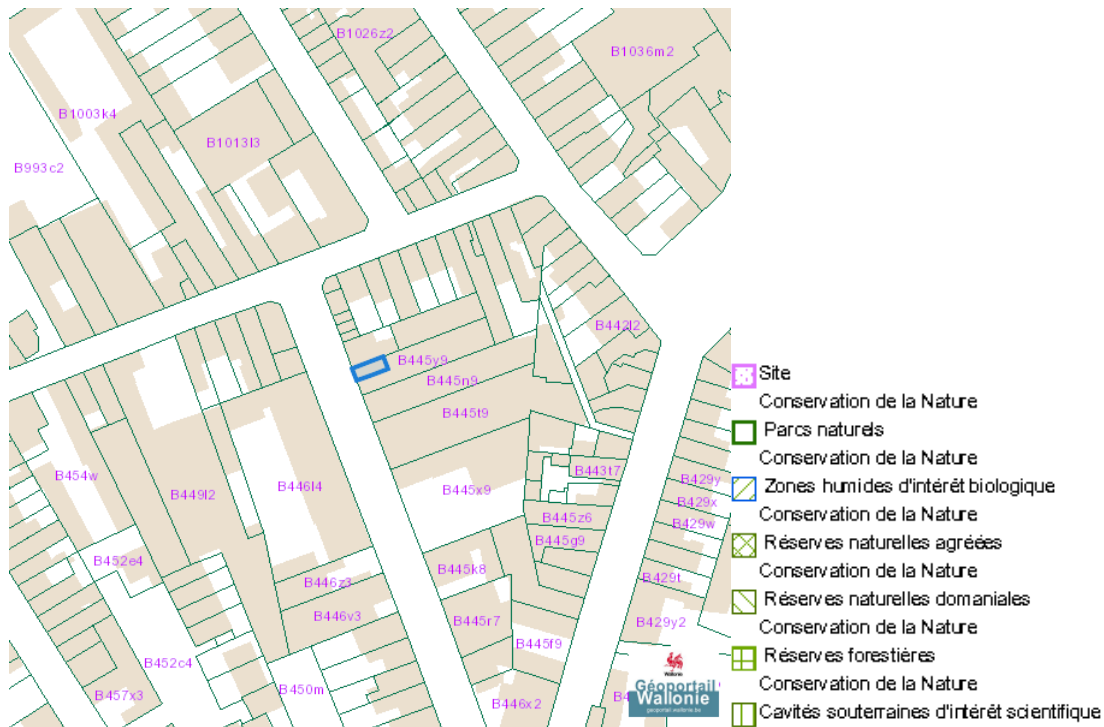 B1026z2
B1036m2
B1003k4
B1013l3
B993c2
B442l2
B445y9
B445n9
B445t9
B454w
B449l2
B446l4
B445x9
B443t7
B429y
B429x
B429w
B445z6
B445g9
B452e4
B446z3
B445k8
B429t
B446v3
B445r7
B429y2
B445f9
B452c4
B450m
B457x3
B446x2
Wallonie
Géoportail
Wallonie
geoportail.wallonie.be
Site
Conservation de la Nature
Parcs naturels
Conservation de la Nature
Zones humides d'intérêt biologique
Conservation de la Nature
Réserves naturelles agréées
Conservation de la Nature
Réserves naturelles domaniales
Conservation de la Nature
Réserves forestières
Conservation de la Nature
Cavités souterraines d'intérêt scientifique